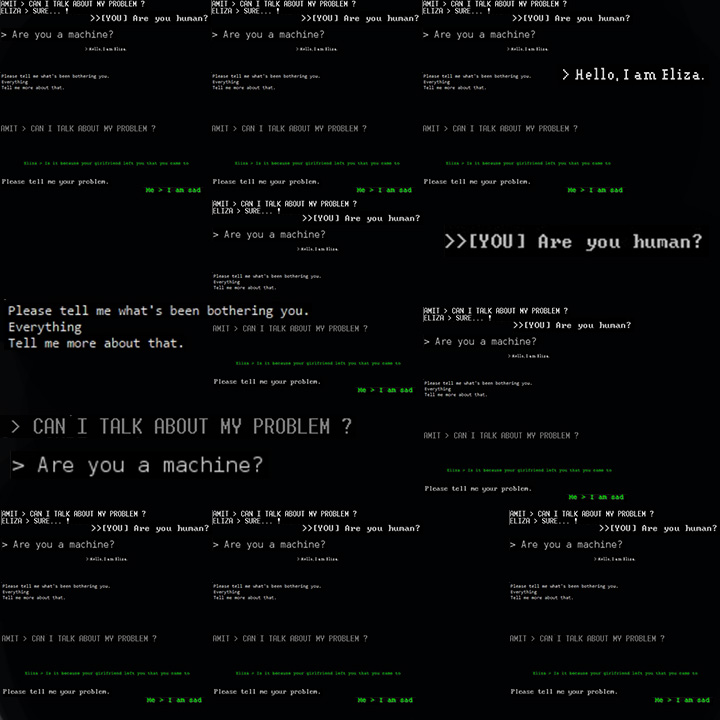 AMIT > CAN I TALK ABOUT MY PROBLEM ?
ELIZA > SURE... !
>>[YOU] Are you human?
> Are you a machine?
> Hello, I am Eliza.
Please tell me what's been bothering you.
Everything
Tell me more about that.
AMIT > CAN I TALK ABOUT MY PROBLEM ?
Eliza > Is it because your girlfriend left you that you came to
Please tell me your problem.
Me > I am sad
AMIT > CAN I TALK ABOUT MY PROBLEM ?
ELIZA > SURE... !
>>[YOU] Are you human?
> Are you a machine?
> Hello, I am Eliza.
Please tell me what's been bothering you.
Everything
Tell me more about that.
AMIT > CAN I TALK ABOUT MY PROBLEM ?
Eliza > Is it because your girlfriend left you that you came to
Please tell me your problem.
Me > I am sad
AMIT > CAN I TALK ABOUT MY PROBLEM ?
ELIZA > SURE... !
>>[YOU] Are you human?
> Are you a machine?
> Hello, I am Eliza.
> Hello, I am Eliza.
Please tell me what's been bothering you.
Everything
Tell me more about that.
AMIT > CAN I TALK ABOUT MY PROBLEM ?
Eliza > Is it because your girlfriend left you that you came to
Please tell me your problem.
Me > I am sad
AMIT > CAN I TALK ABOUT MY PROBLEM ?
ELIZA > SURE... !
>>[YOU] Are you human?
> Are you a machine?
> Hello, I am Eliza.
Please tell me what's been bothering you.
Everything
Tell me more about that.
AMIT > CAN I TALK ABOUT MY PROBLEM ?
Eliza > Is it because your girlfriend left you that you came to
Please tell me your problem.
Me > I am sad
>>[YOU] Are you human?
Please tell me what's been bothering you.
Everything
Tell me more about that.
AMIT > CAN I TALK ABOUT MY PROBLEM ?
ELIZA > SURE... !
>>[YOU] Are you human?
> Are you a machine?
> Hello, I am Eliza.
Please tell me what's been bothering you.
Everything
Tell me more about that.
AMIT > CAN I TALK ABOUT MY PROBLEM ?
Eliza > Is it because your girlfriend left you that you came to
Please tell me your problem.
Me > I am sad
> CAN I TALK ABOUT MY PROBLEM ?
> Are you a machine?
AMIT > CAN I TALK ABOUT MY PROBLEM ?
ELIZA > SURE... !
>>[YOU] Are you human?
> Are you a machine?
> Hello, I am Eliza.
Please tell me what's been bothering you.
Everything
Tell me more about that.
AMIT > CAN I TALK ABOUT MY PROBLEM ?
Eliza > Is it because your girlfriend left you that you came to
Please tell me your problem.
Me > I am sad
AMIT > CAN I TALK ABOUT MY PROBLEM ?
ELIZA > SURE... !
>>[YOU] Are you human?
> Are you a machine?
> Hello, I am Eliza.
Please tell me what's been bothering you.
Everything
Tell me more about that.
AMIT > CAN I TALK ABOUT MY PROBLEM ?
Eliza > Is it because your girlfriend left you that you came to
Please tell me your problem.
Me > I am sad
AMIT > CAN I TALK ABOUT MY PROBLEM ?
ELIZA > SURE... !
>>[YOU] Are you human?
> Are you a machine?
> Hello, I am Eliza.
Please tell me what's been bothering you.
Everything
Tell me more about that.
AMIT > CAN I TALK ABOUT MY PROBLEM ?
Eliza > Is it because your girlfriend left you that you came to
Please tell me your problem.
Me > I am sad